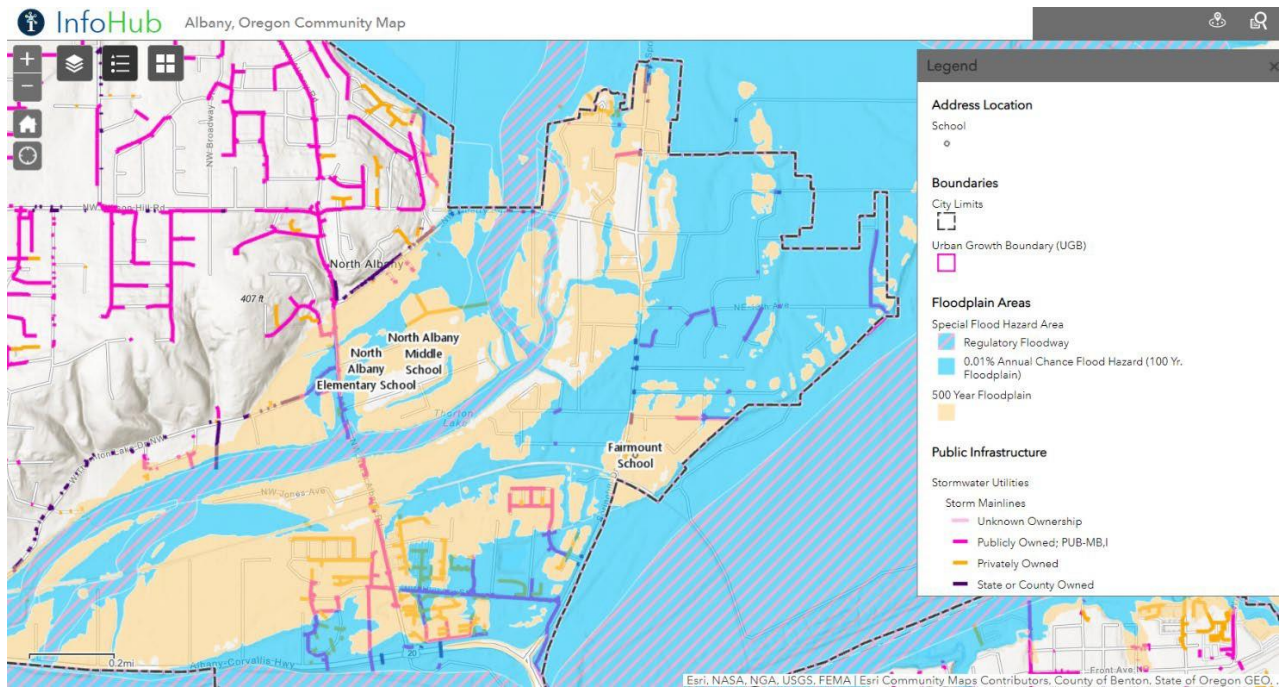 InfoHub
Albany, Oregon Community Map
Legend
Address Location
School
Boundaries
City Limits
Urban Growth Boundary (UGB)
Floodplain Areas
Special Flood Hazard Area
Regulatory Floodway
0.01% Annual Chance Flood Hazard (100 Yr.
Floodplain)
500 Year Floodplain
Public Infrastructure
Stormwater Utilities
Storm Mainlines
Unknown Ownership
Publicly Owned; PUB-MB,I
Privately Owned
State or County Owned
NW Broadway
Hill Rd
North Albany
407 ft
North Albany
Middle
School
North
Albany
Elementary School
Thorton
Lake
Fairmount
School
NW Jones Ave
20
Albany-Corvallis Hwy
0.2mi
Front Ave
Esri, NASA, NGA, USGS, FEMA | Esri Community Maps Contributors, County of Benton, State of Oregon GEO,